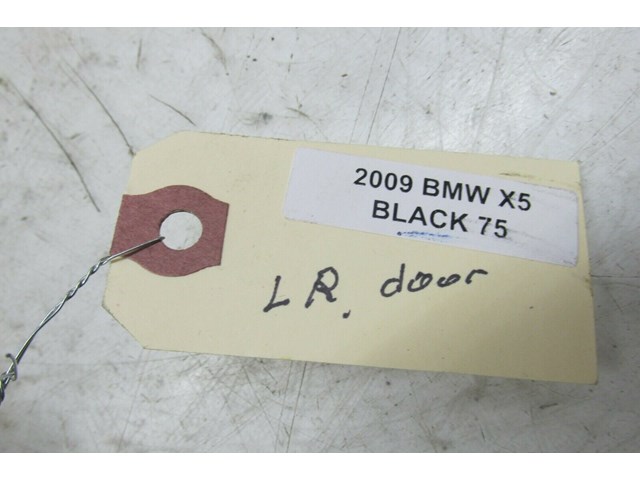 2009 BMW X5
BLACK 75
LR. door